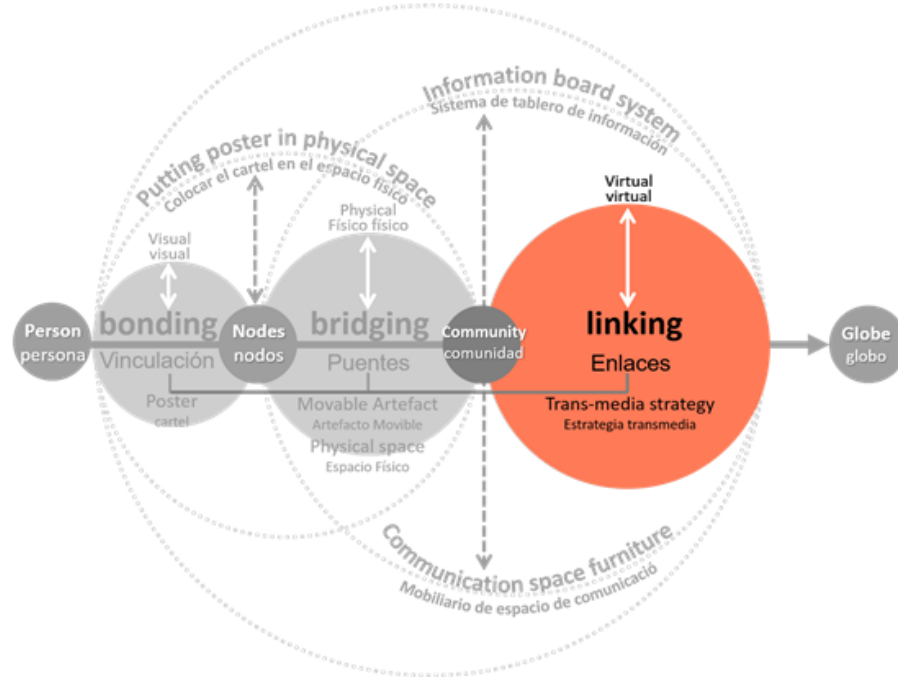 Information board system
Sistema de tablero de información
Putting poster in physical space
Colocar el cartel en el espacio físico
Virtual
virtual
Physical
Físico físico
Visual
visual
Person
persona
bonding
Vinculación
Nodes
nodos
bridging
Puentes
Community
comunidad
linking
Enlaces
Globe
globo
Poster
cartel
Movable Artefact
Artefacto Movible
Physical space
Espacio Físico
Trans-media strategy
Estrategia transmedia
Communication space furniture
Mobiliario de espacio de comunicació